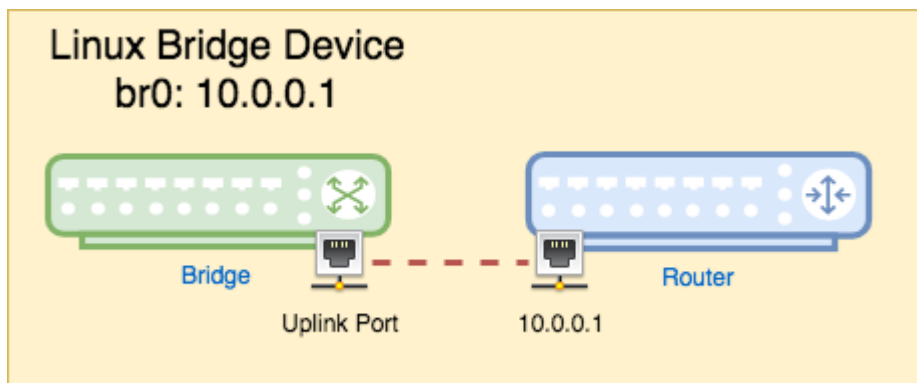 Linux Bridge Device
br0: 10.0.0.1
Bridge
Router
Uplink Port
10.0.0.1